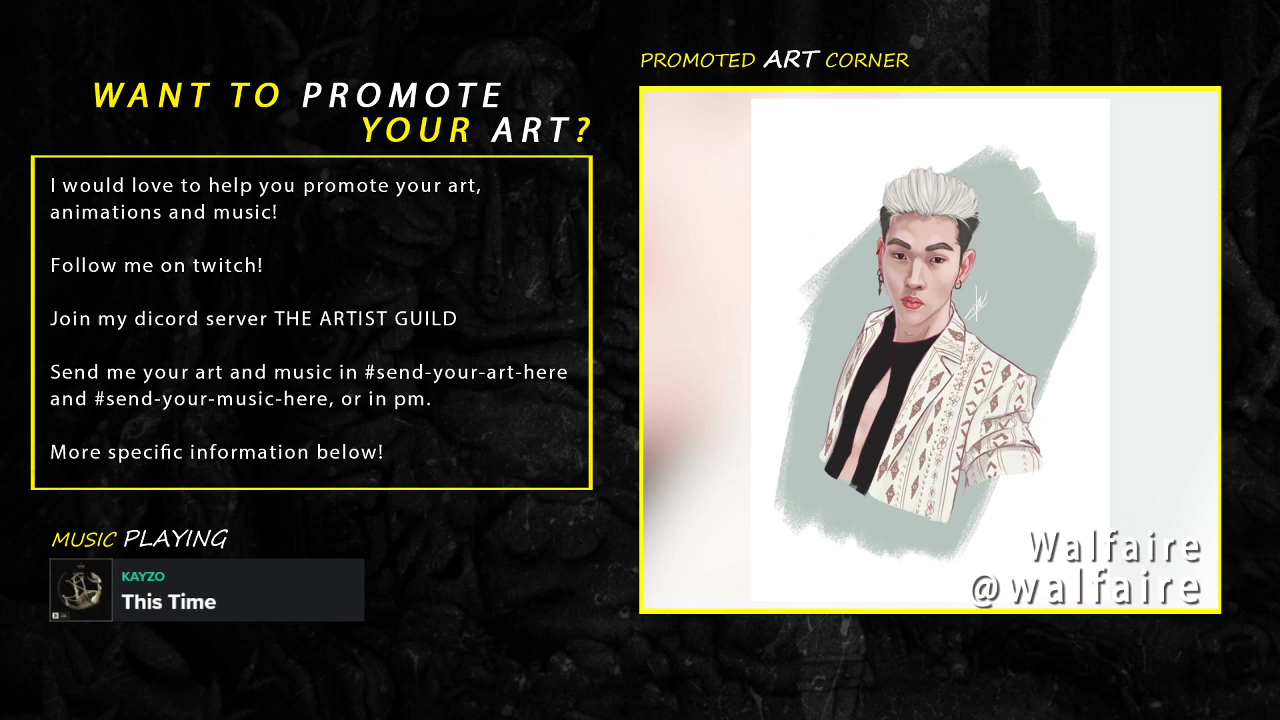 WANT TO PROMOTE
YOUR ART?
I would love to help you promote your art,
animations and music!
Follow me on twitch!
Join my dicord server THE ARTIST GUILD
Send me your art and music in #send-your-art-here
and #send-your-music-here, or in pm.
More specific information below!
MUSIC PLAYING
KAYZO
This Time
PROMOTED ART CORNER
Walfaire
@walfaire